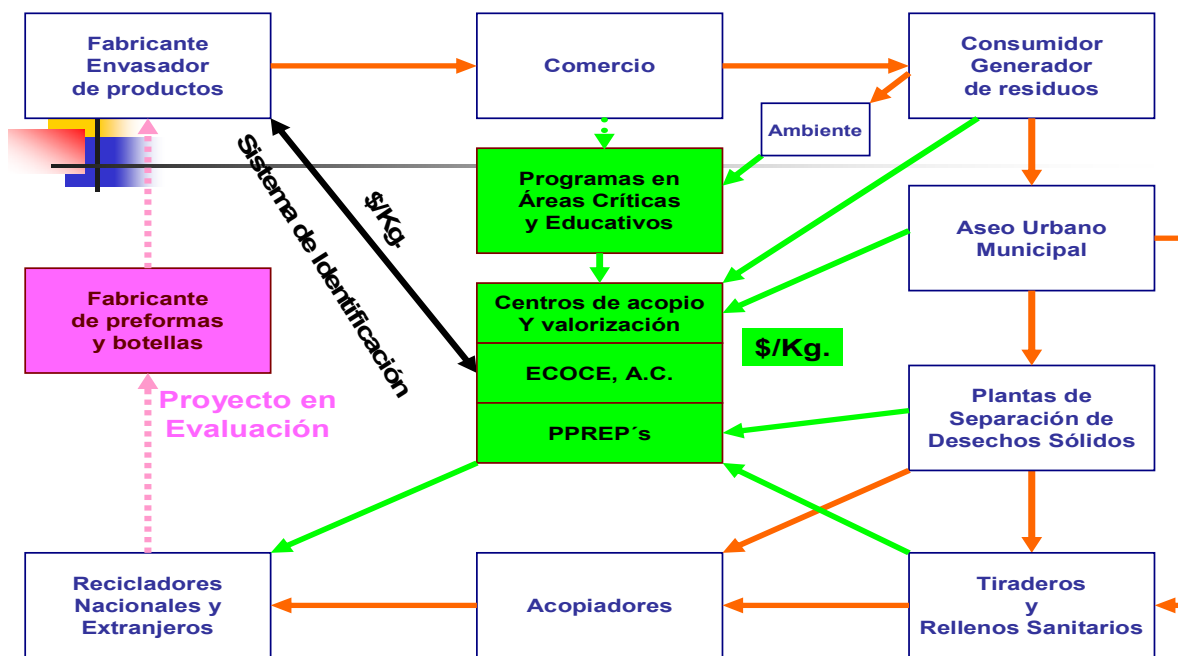 Fabricante
Envasador
de productos
Comercio
Consumidor
Generador
de residuos
Ambiente
Sistema de Identificación
$/Kg.
Programas en
Áreas Críticas
y Educativos
Aseo Urbano
Municipal
Fabricante
de preformas
y botellas
Centros de acopio
Y valorización
$/Kg.
ECOCE, A.C.
PPREP´s
Proyecto en
Evaluación
Plantas de
Separación de
Desechos Sólidos
Recicladores
Nacionales y
Extranjeros
Acopiadores
Tiraderos
y
Rellenos Sanitarios